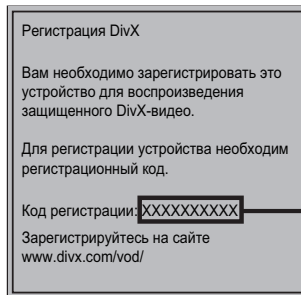 Регистрация DivX
Вам необходимо зарегистрировать это
устройство для воспроизведения
защищенного DivX-видео.
Для регистрации устройства необходим
регистрационный код.
Код регистрации: XXXXXXXXXX
Зарегистрируйтесь на сайте
www.divx.com/vod/